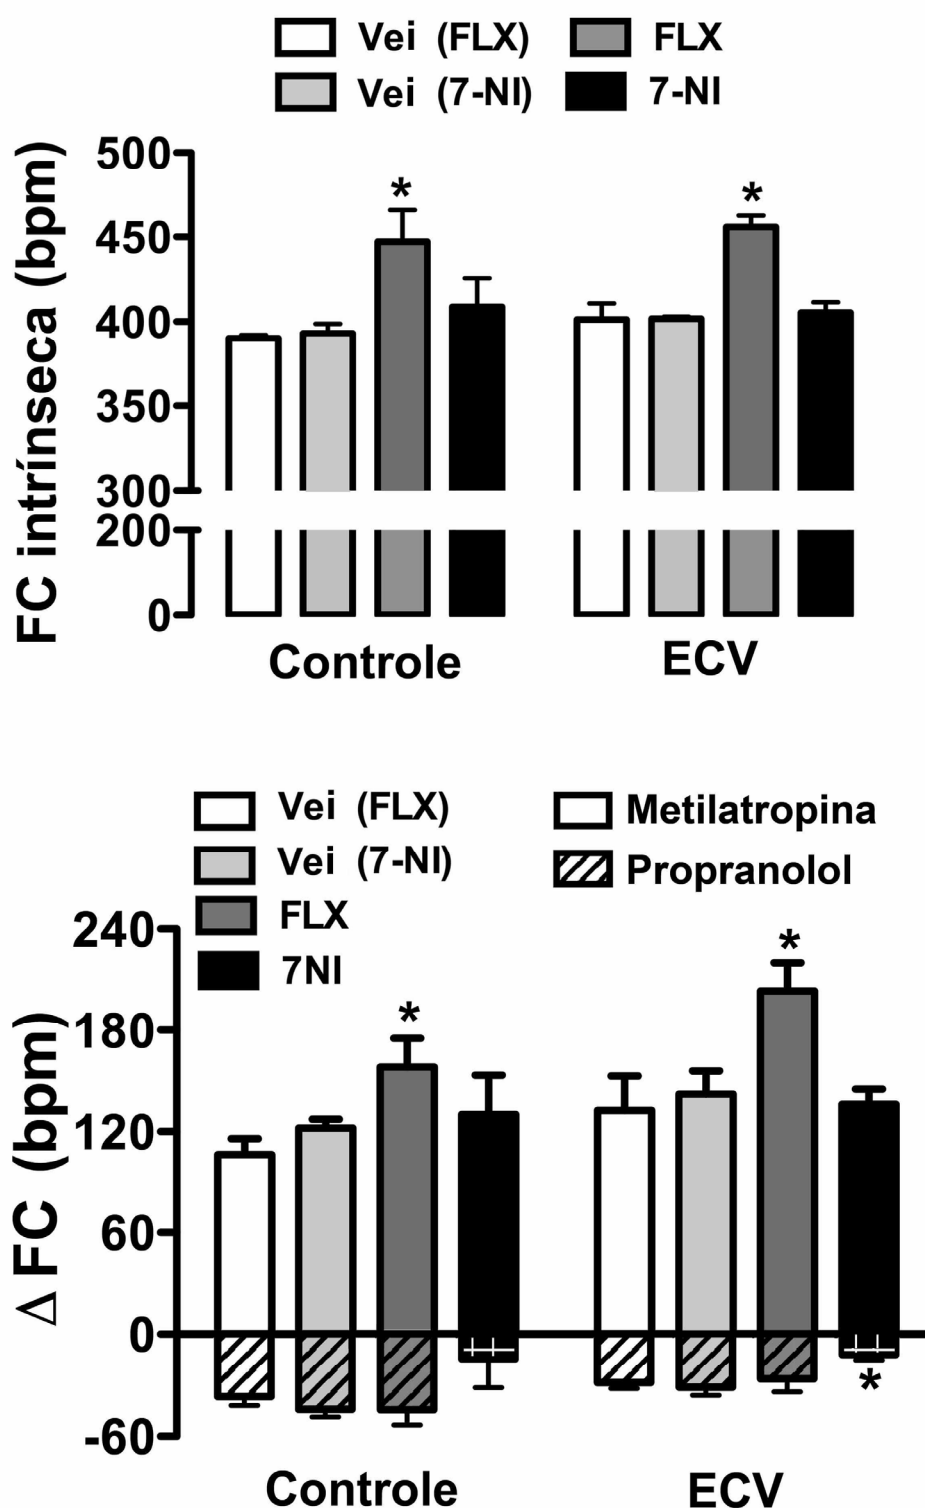 Vei (FLX) FLX
Vei (7-NI) 7-NI
FC intrínseca (bpm)
500
*
*
450
400
350
300
200
0
Controle ECV
Vei (FLX) Metilatropina
Vei (7-NI) Propranolol
FLX
7NI
Δ FC (bpm)
240
*
180
*
120
60
0
*
-60
Controle ECV